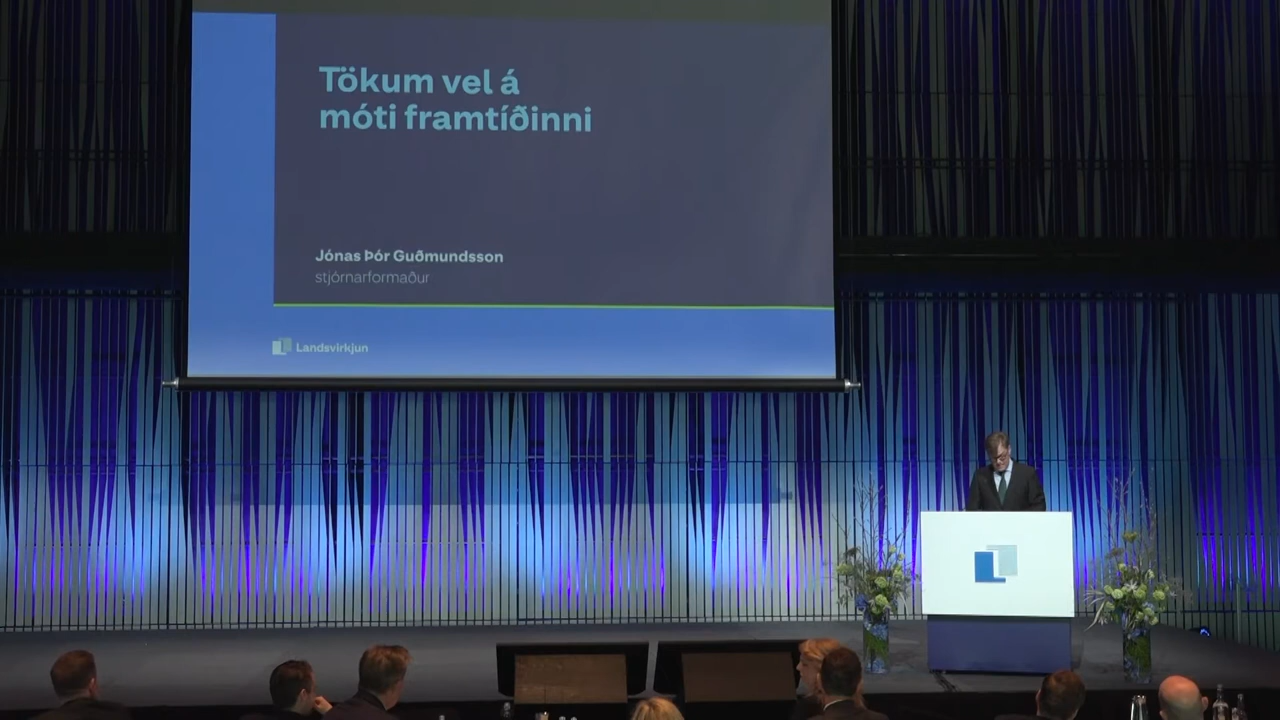 Tökum vel á
móti framtíðinni
Jónas Þór Guðmundsson
stjórnarformaður
Landsvirkjun